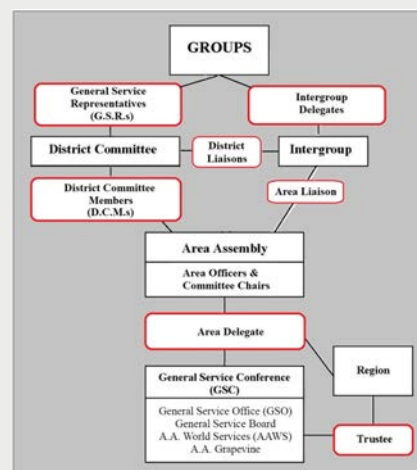 GROUPS
General Service
Representatives
(G.S.R.s)
Intergroup
Delegates
District Committee
District
Liaisons
Intergroup
District Committee
Members
(D.C.M.s)
Area Liaison
Area Assembly
Area Officers &
Committee Chairs
Area Delegate
General Service Conference
(GSC)
General Service Office (GSO)
General Service Board
A.A. World Services (AAWS)
A.A. Grapevine
Region
Trustee